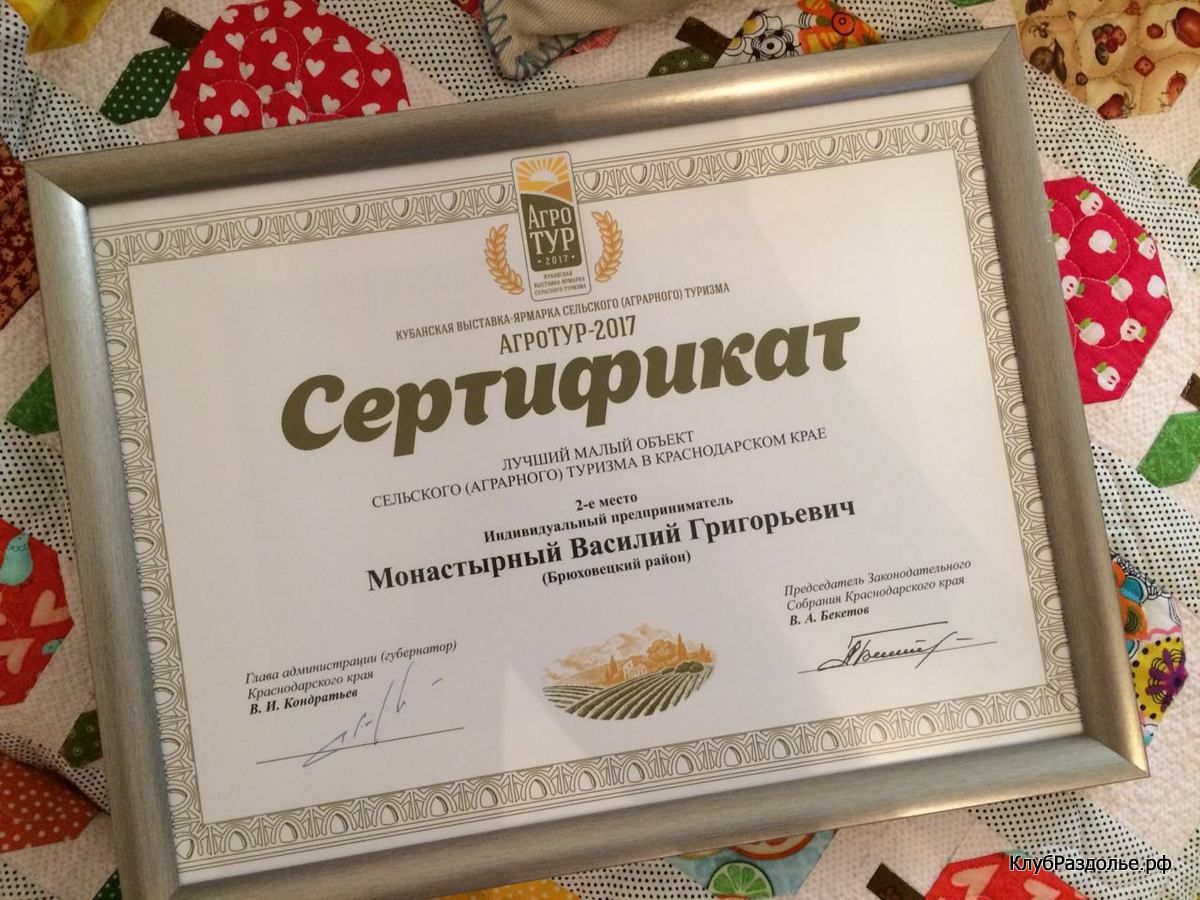 АГРО
ТУР
• 2017 •
КУБАНСКАЯ
ВЫСТАВКА-ЯРМАРКА
СЕЛЬСКОГО ТУРИЗМА
КУБАНСКАЯ ВЫСТАВКА-ЯРМАРКА СЕЛЬСКОГО (АГРАРНОГО) ТУРИЗМА
АГРОТУР-2017
Сертификат
ЛУЧШИЙ МАЛЫЙ ОБЪЕКТ
СЕЛЬСКОГО (АГРАРНОГО) ТУРИЗМА В КРАСНОДАРСКОМ КРАЕ
2-е место
Индивидуальный предприниматель
Монастырный Василий Григорьевич
(Брюховецкий район)
Глава администрации (губернатор)
Краснодарского края
В. И. Кондратьев
Председатель Законодательного
Собрания Краснодарского края
В. А. Бекетов
КлубРаздолье.рф